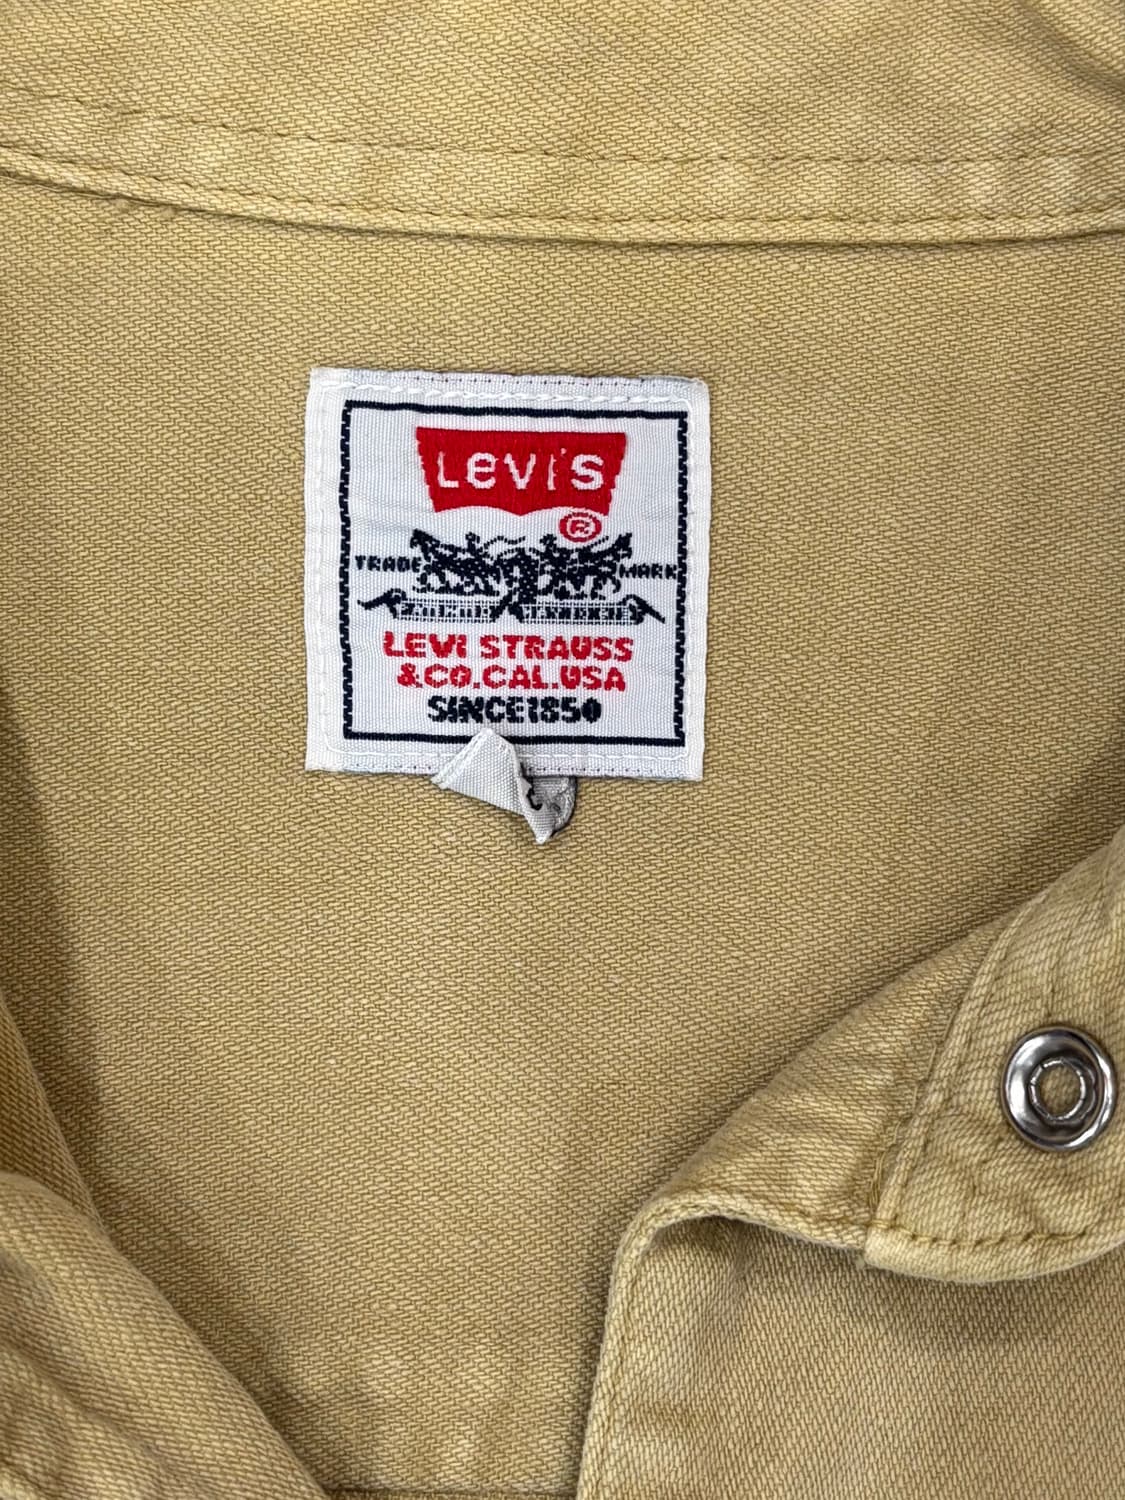 Levi's
®
TRADE MARK
LEVI STRAUSS
&CO.CAL.USA
SINCE1850